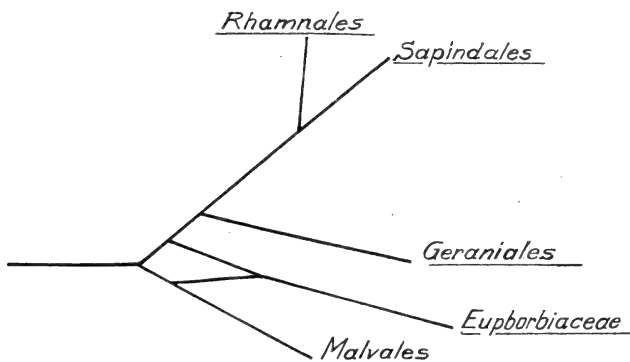 Rhamnales
Sapindales
Geraniales
Eupborbiaceae
Malvales